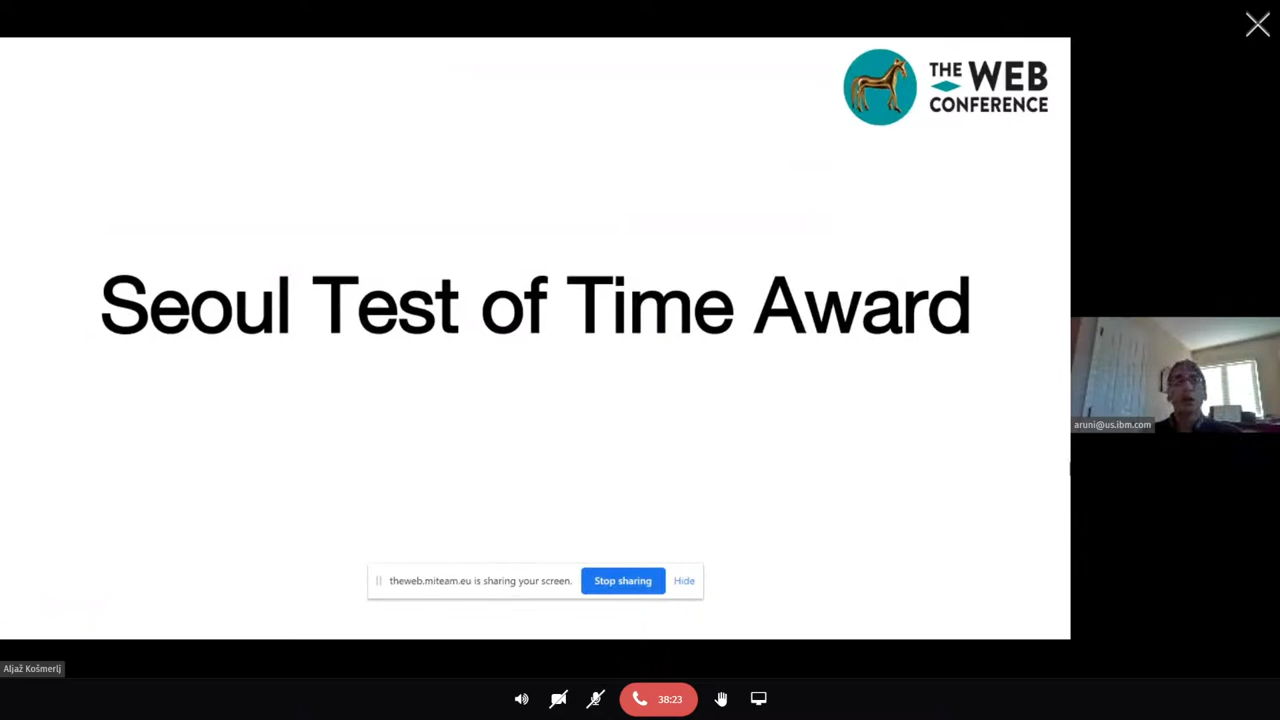 THE WEB
CONFERENCE
Seoul Test of Time Award
aruni@us.ibm.com
theweb.miteam.eu is sharing your screen. Stop sharing Hide
Aljaž Košmerlj
38:23